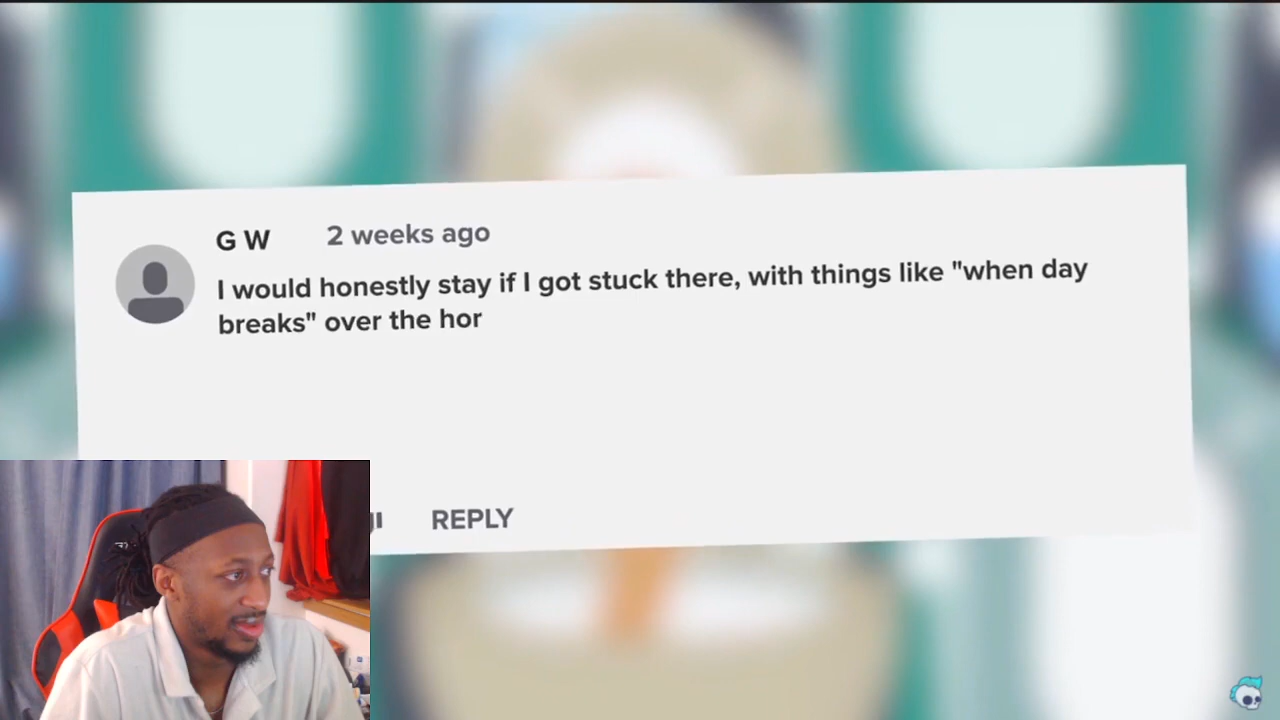 G W 2 weeks ago
I would honestly stay if I got stuck there, with things like "when day
breaks" over the hor
REPLY